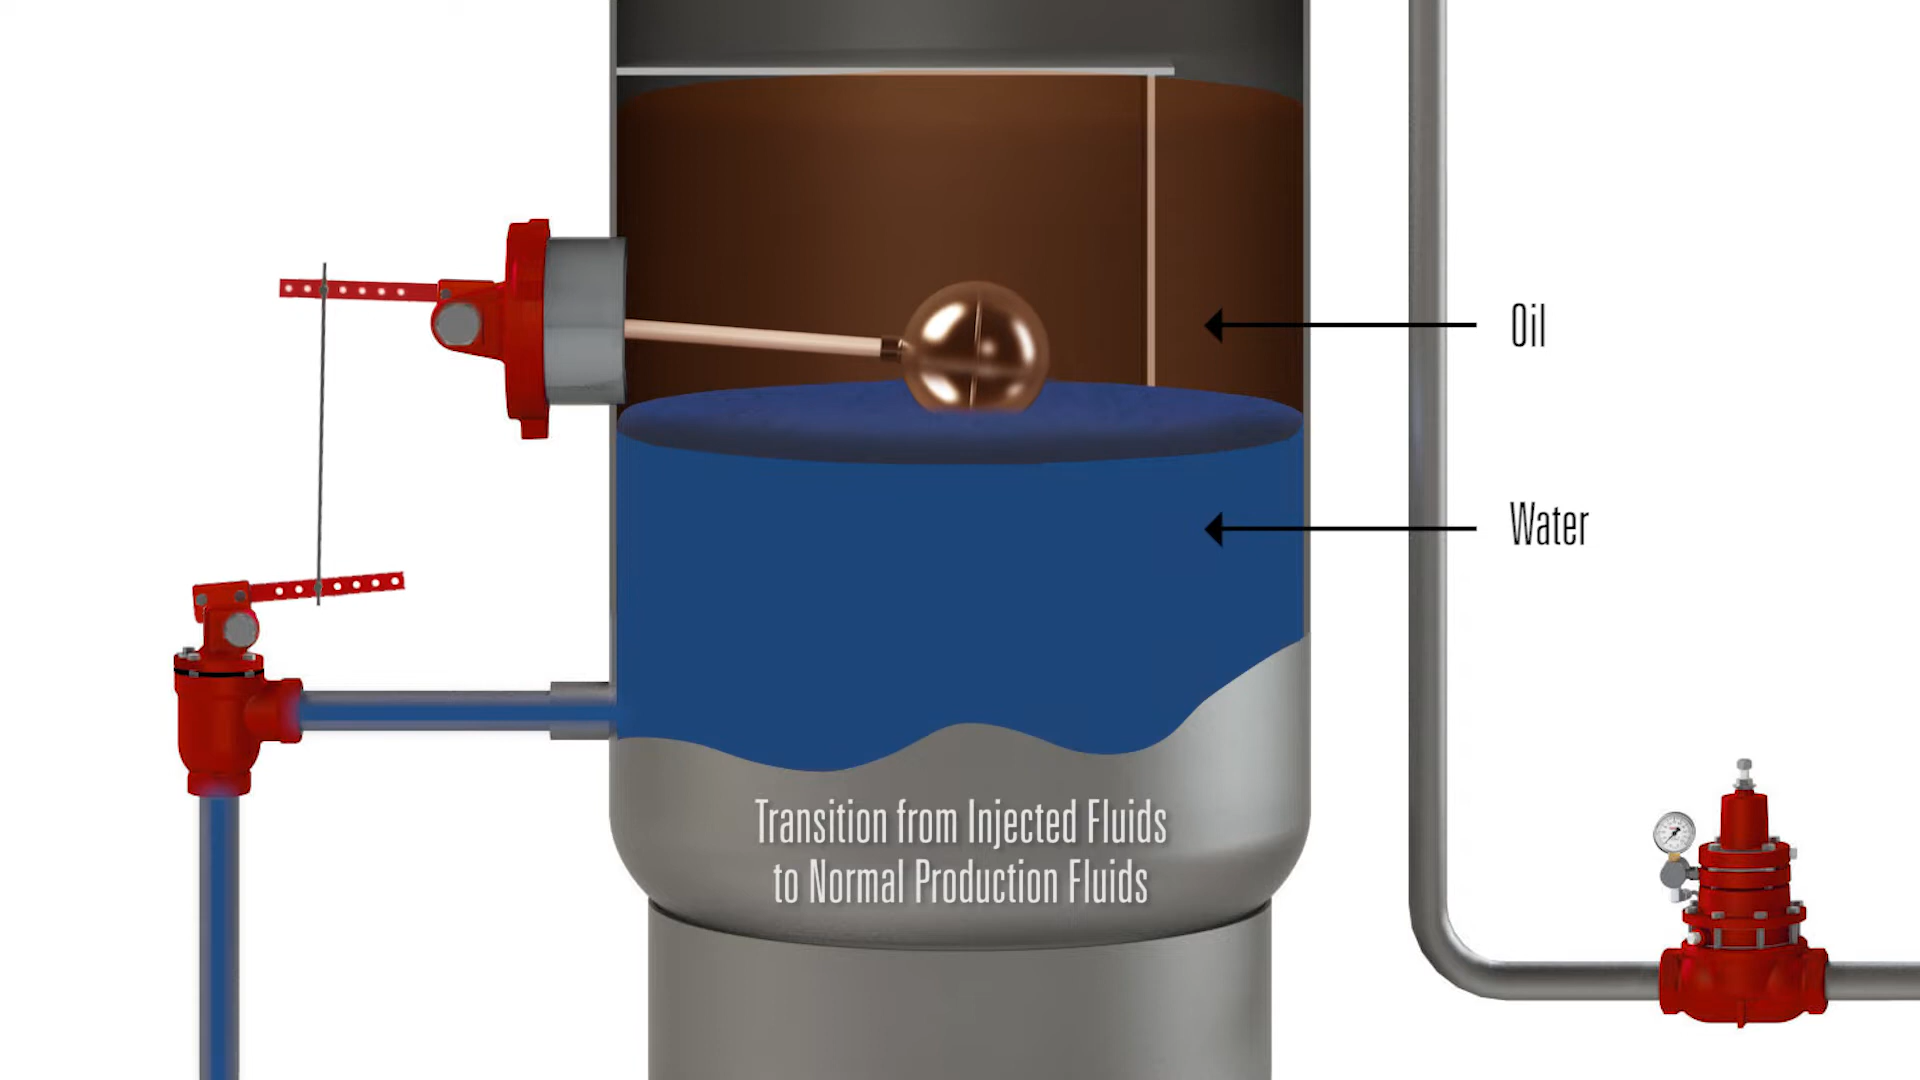 Oil
Water
Transition from Injected Fluids
to Normal Production Fluids